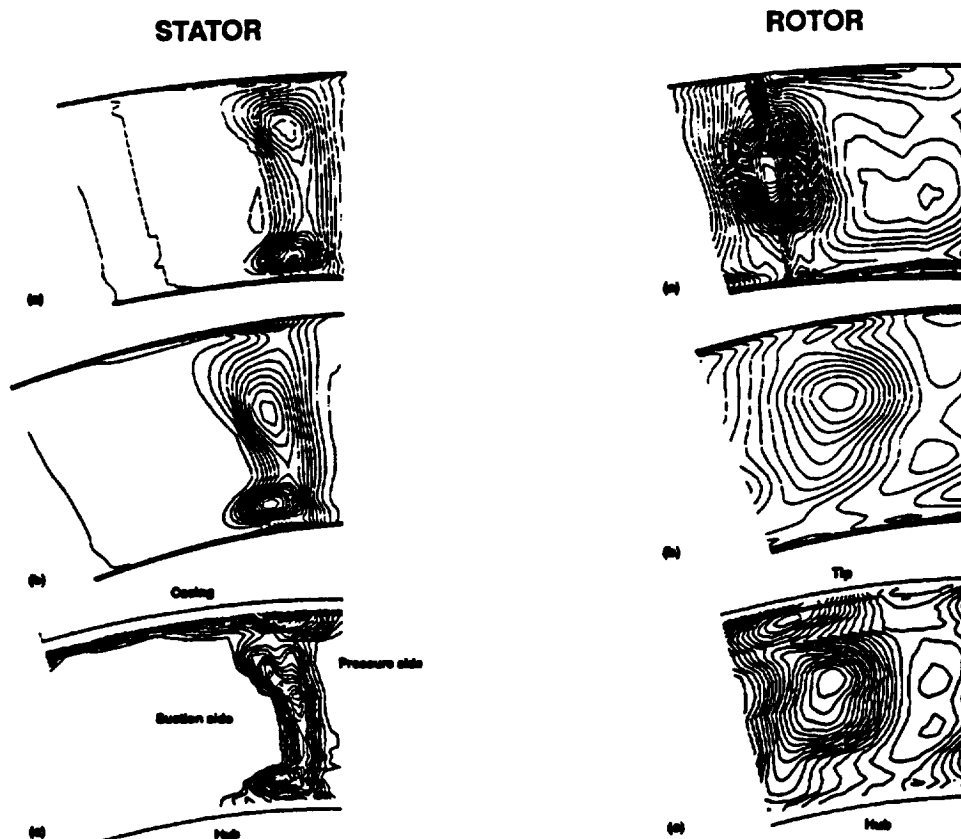 STATOR
ROTOR
(a)
(a)
(b)
(b)
Casing
Tip
Pressure side
Suction side
(c)
Hub
(c)
Hub